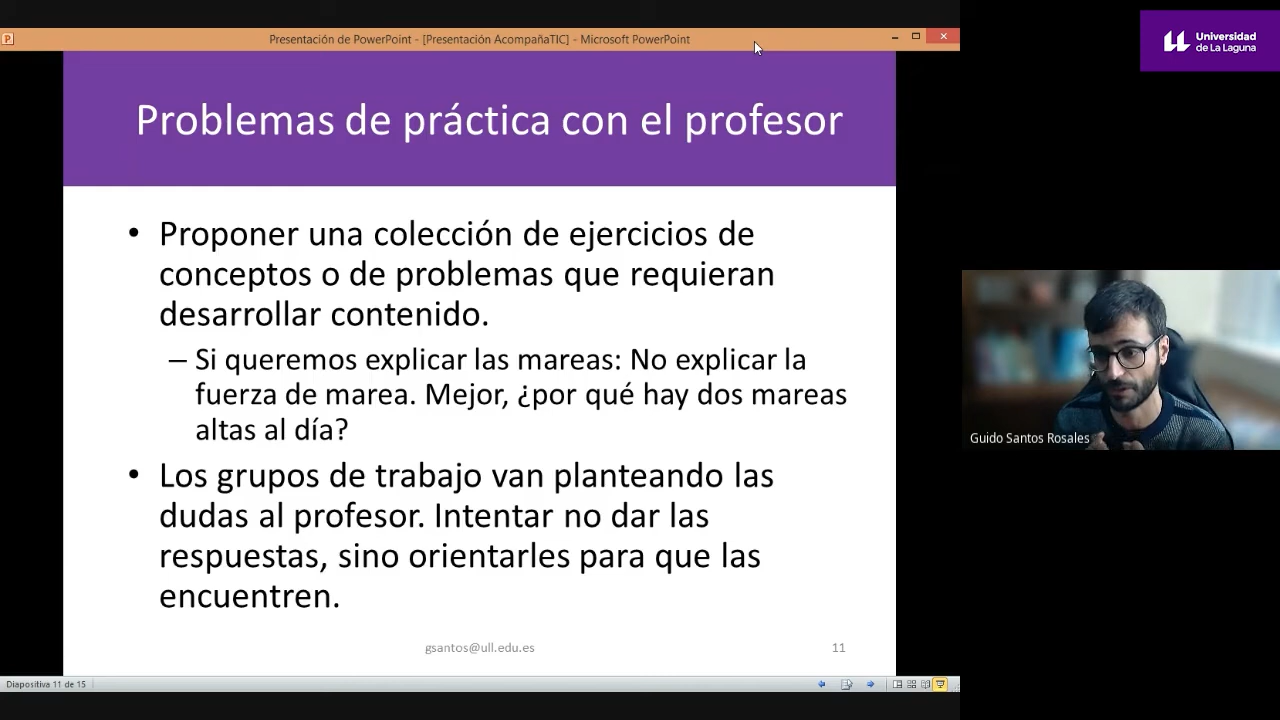 Presentación de PowerPoint - [Presentación AcompañaTIC] - Microsoft PowerPoint
Universidad
de La Laguna
Problemas de práctica con el profesor
• Proponer una colección de ejercicios de
conceptos o de problemas que requieran
desarrollar contenido.
– Si queremos explicar las mareas: No explicar la
fuerza de marea. Mejor, ¿por qué hay dos mareas
altas al día?
• Los grupos de trabajo van planteando las
dudas al profesor. Intentar no dar las
respuestas, sino orientarles para que las
encuentren.
gsantos@ull.edu.es
11
Guido Santos Rosales
Diapositiva 11 de 15